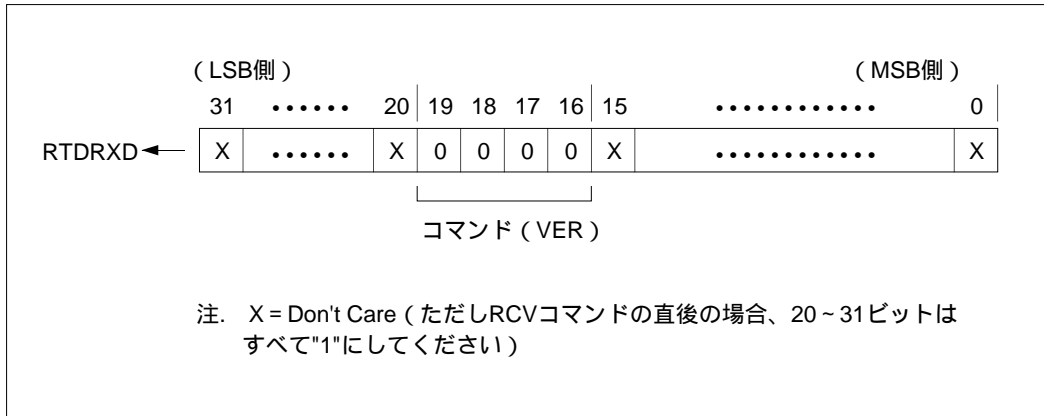 (LSB側) (MSB側)
31 •••••• 20 19 18 17 16 15 •••••••••••• 0
RTDRXD X •••••• X 0 0 0 0 X •••••••••••• X
コマンド(VER)
注. X = Don't Care(ただしRCVコマンドの直後の場合、20~31ビットは
すべて"1"にしてください)